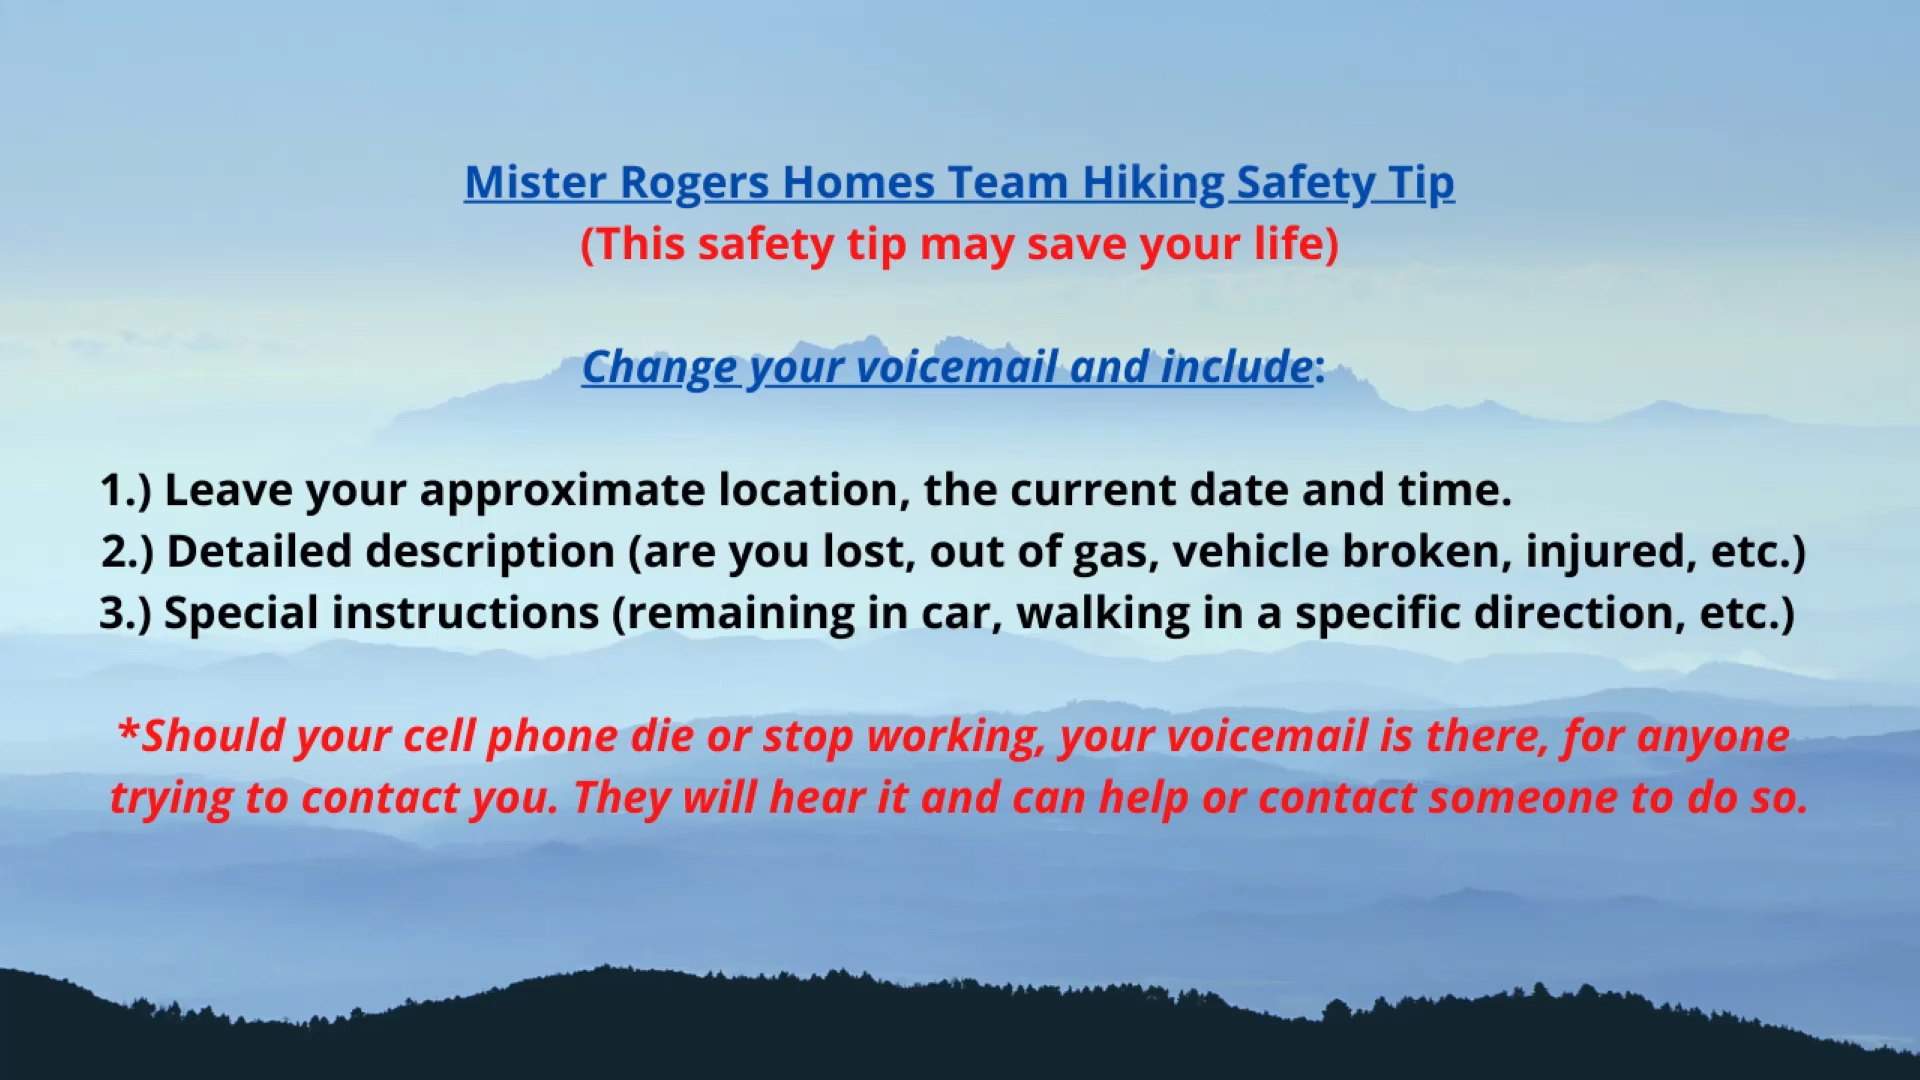 Mister Rogers Homes Team Hiking Safety Tip
(This safety tip may save your life)
Change your voicemail and include:
1.) Leave your approximate location, the current date and time.
2.) Detailed description (are you lost, out of gas, vehicle broken, injured, etc.)
3.) Special instructions (remaining in car, walking in a specific direction, etc.)
*Should your cell phone die or stop working, your voicemail is there, for anyone
trying to contact you. They will hear it and can help or contact someone to do so.